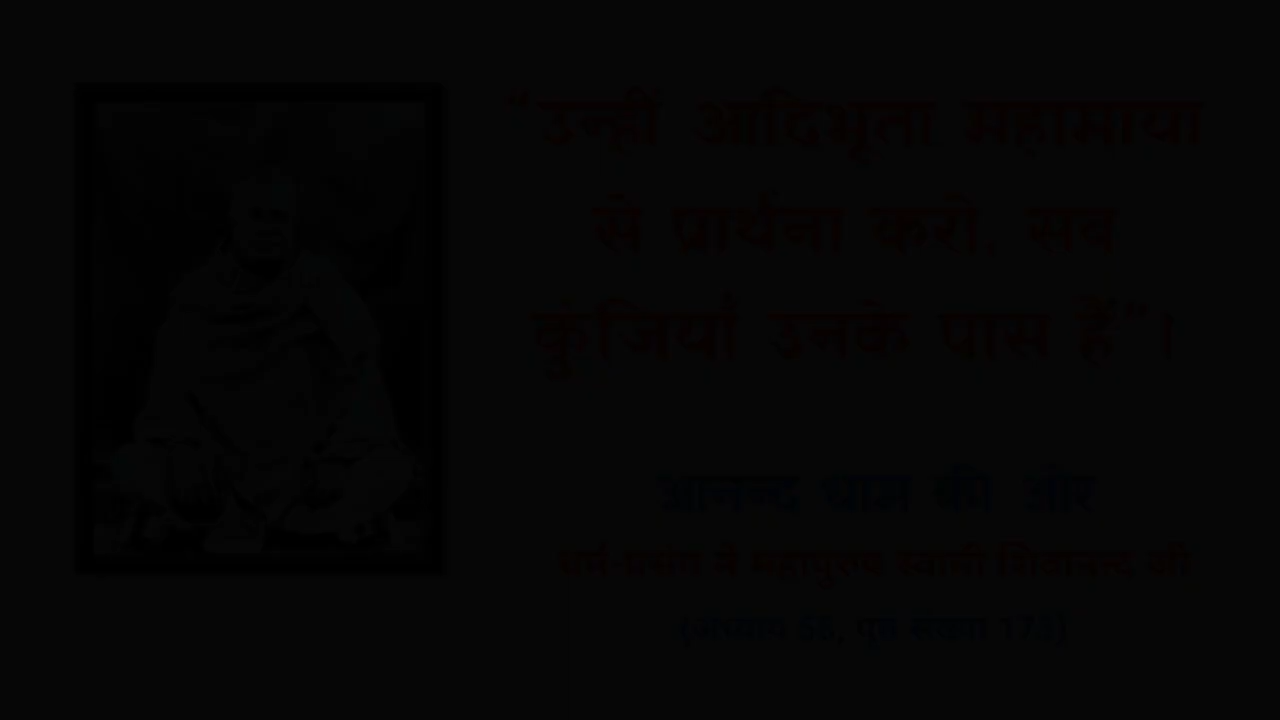 “उन्हीं आदिभूता महामाया
से प्रार्थना करो, सब
कुंजियाँ उनके पास हैं”।
आनन्द धाम की ओर
धर्म-प्रसंग में महापुरुष स्वामी शिवानन्द जी
पृष्ठ संख्या